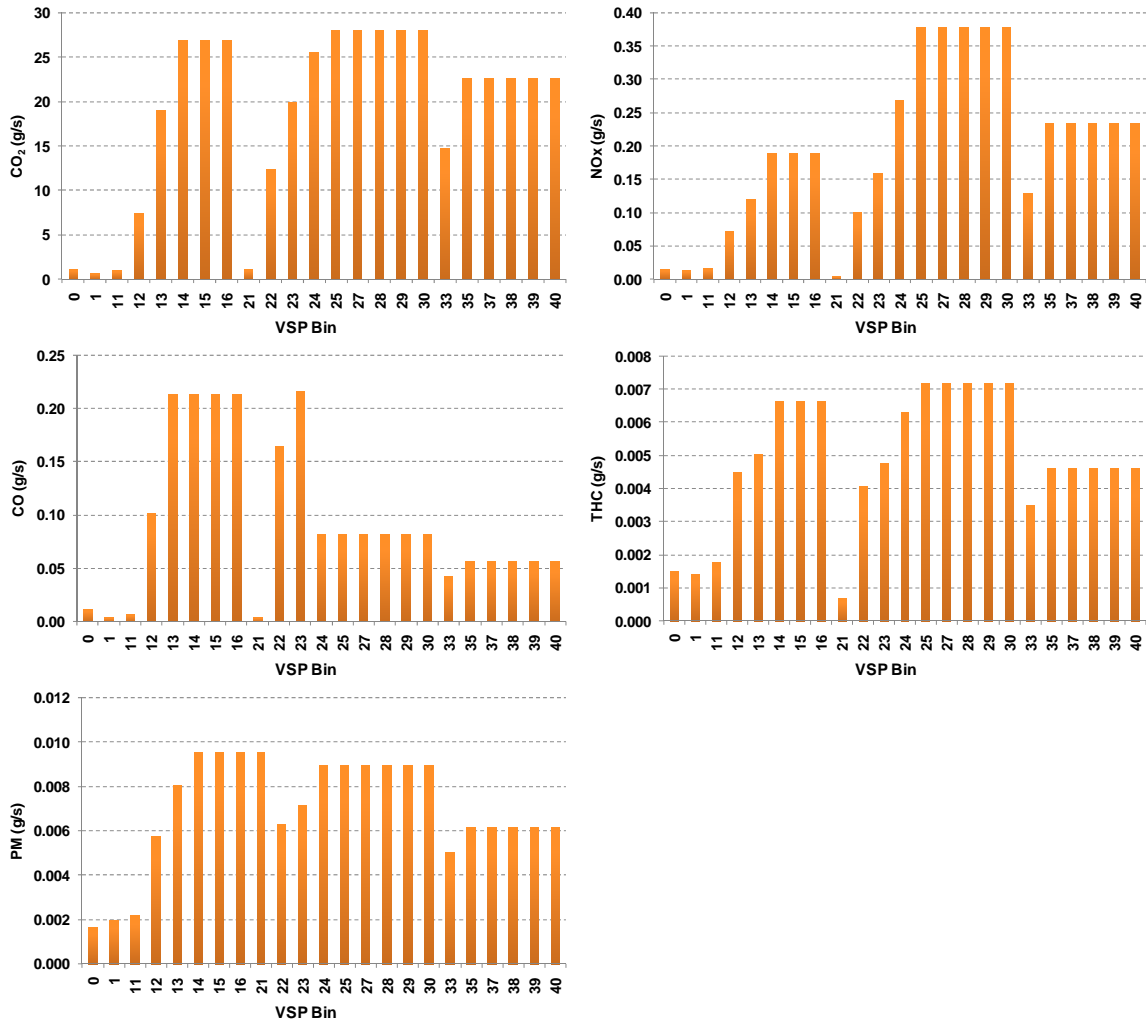 30
25
20
15
10
5
0
CO₂ (g/s)
0 1 11 12 13 14 15 16 21 22 23 24 25 27 28 29 30 33 35 37 38 39 40
VSP Bin
0.40
0.35
0.30
0.25
0.20
0.15
0.10
0.05
0.00
NOx (g/s)
0 1 11 12 13 14 15 16 21 22 23 24 25 27 28 29 30 33 35 37 38 39 40
VSP Bin
0.25
0.20
0.15
0.10
0.05
0.00
CO (g/s)
0 1 11 12 13 14 15 16 21 22 23 24 25 27 28 29 30 33 35 37 38 39 40
VSP Bin
0.008
0.007
0.006
0.005
0.004
0.003
0.002
0.001
0.000
THC (g/s)
0 1 11 12 13 14 15 16 21 22 23 24 25 27 28 29 30 33 35 37 38 39 40
VSP Bin
0.012
0.010
0.008
0.006
0.004
0.002
0.000
PM (g/s)
0 1 11 12 13 14 15 16 21 22 23 24 25 27 28 29 30 33 35 37 38 39 40
VSP Bin